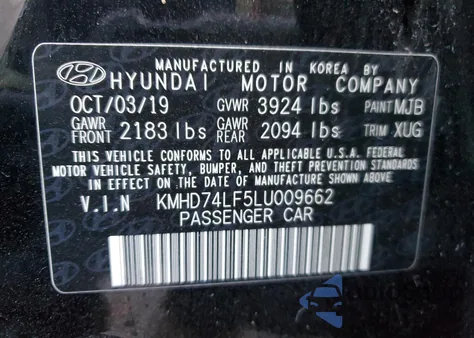 MANUFACTURED IN KOREA BY
HYUNDAI MOTOR COMPANY
OCT/03/19 GVWR 3924 lbs PAINT MJB
GAWR FRONT 2183 lbs GAWR REAR 2094 lbs TRIM XUG
THIS VEHICLE CONFORMS TO ALL APPLICABLE U.S.A. FEDERAL
MOTOR VEHICLE SAFETY, BUMPER, AND THEFT PREVENTION STANDARDS
IN EFFECT ON THE DATE OF MANUFACTURE SHOWN ABOVE.
V.I.N KMHD74LF5LU009662
PASSENGER CAR